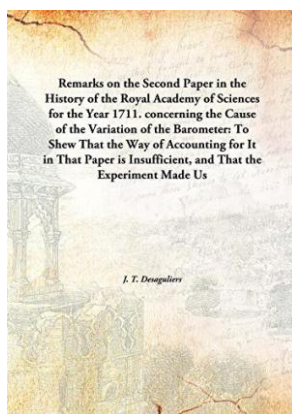 Remarks on the Second Paper in the
History of the Royal Academy of Sciences
for the Year 1711. concerning the Cause
of the Variation of the Barometer: To
Shew That the Way of Accounting for It
in That Paper is Insufficient, and That the
Experiment Made Us
J. T. Desaguliers